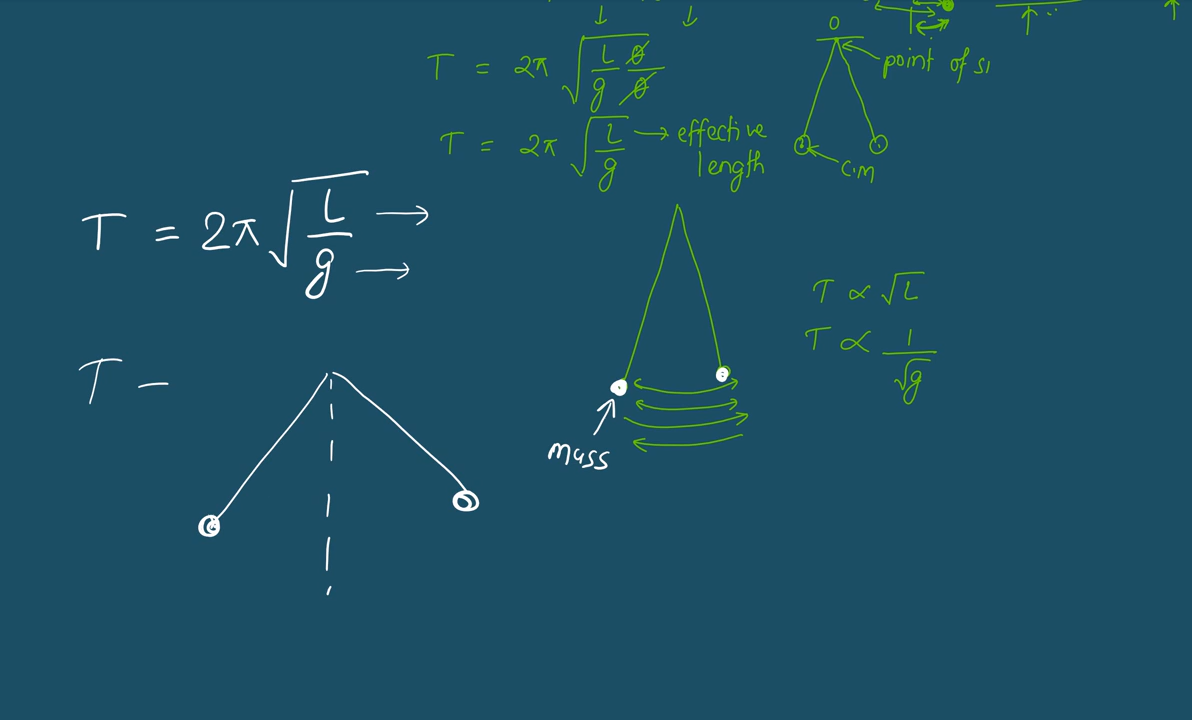 O
T = 2π √(L θ / g θ)
point of
T = 2π √(L/g) → effective
length
C.M
T = 2π √(L/g) →
→
T ∝ √L
T ∝ 1/√g
T –
mass